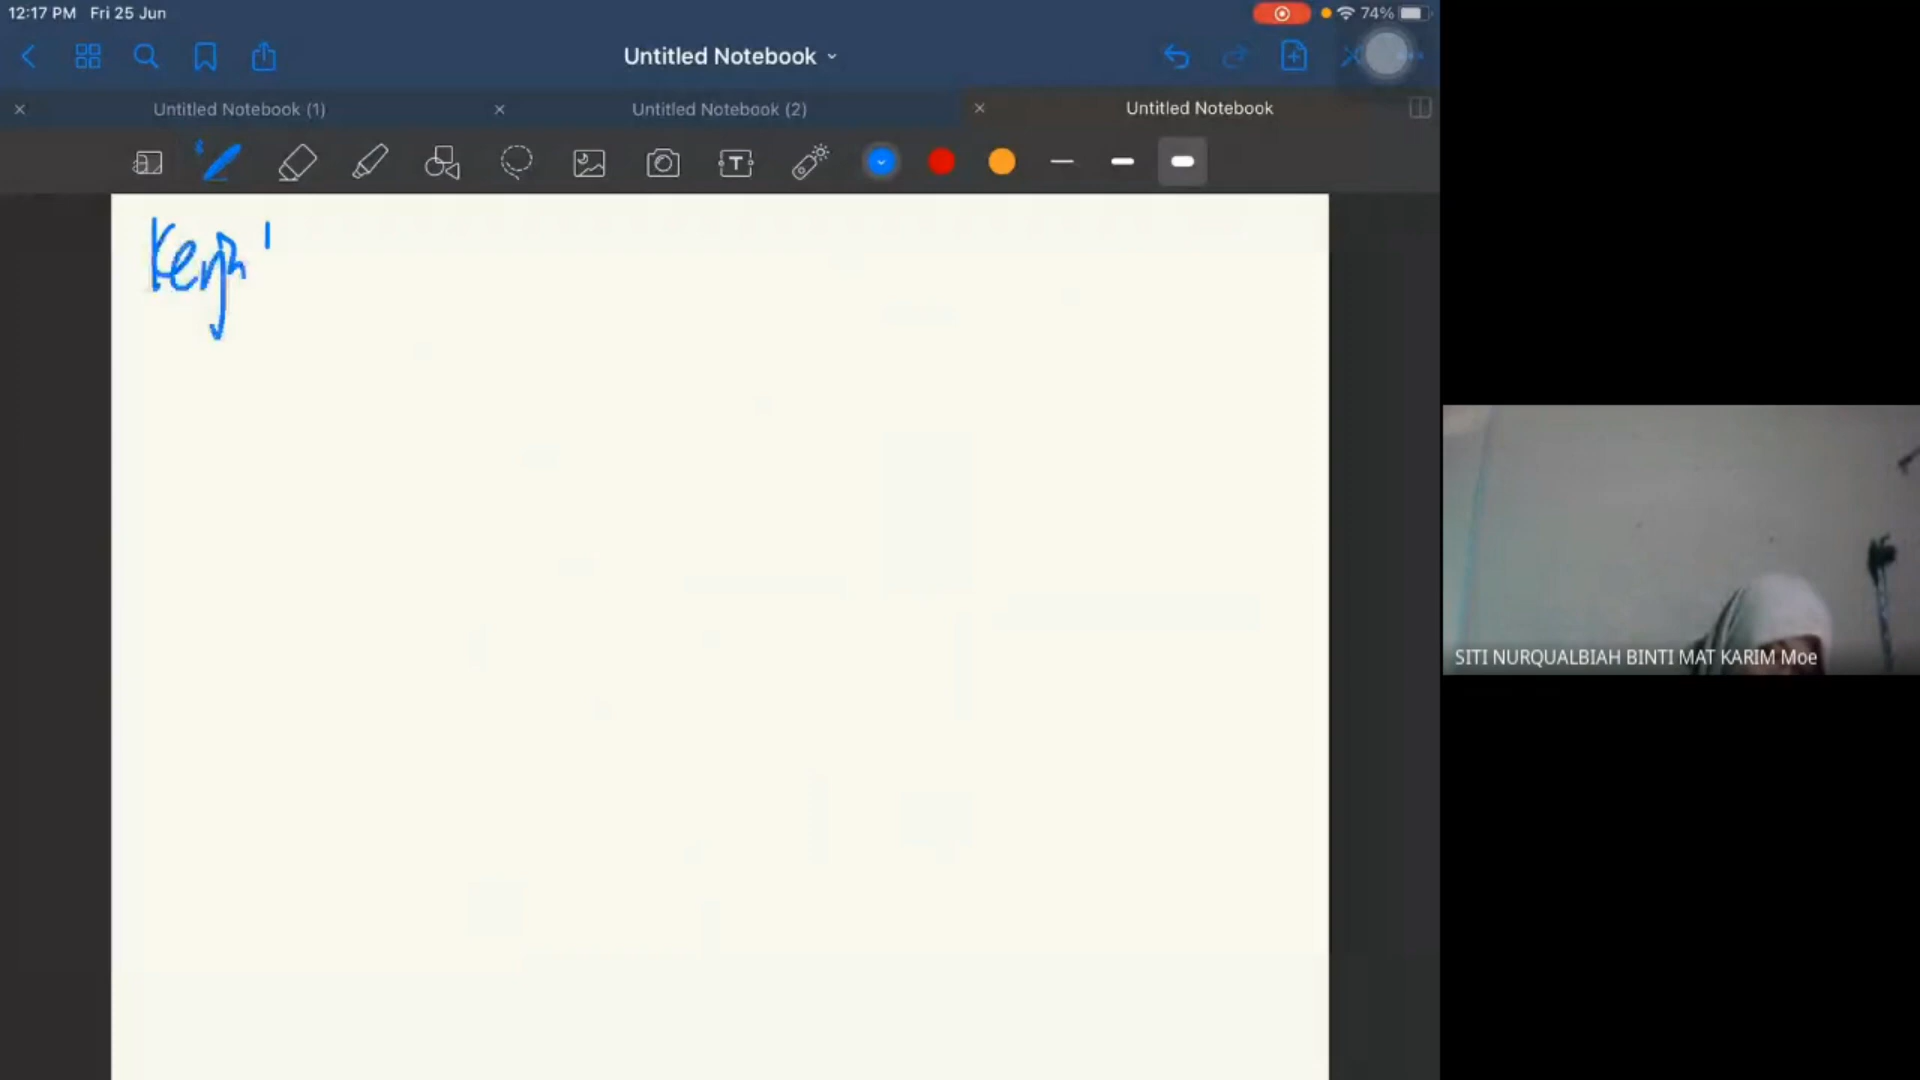 12:17 PM Fri 25 Jun 74%
Untitled Notebook
Untitled Notebook (1) Untitled Notebook (2) Untitled Notebook
T
SITI NURQUALBIAH BINTI MAT KARIM Moe